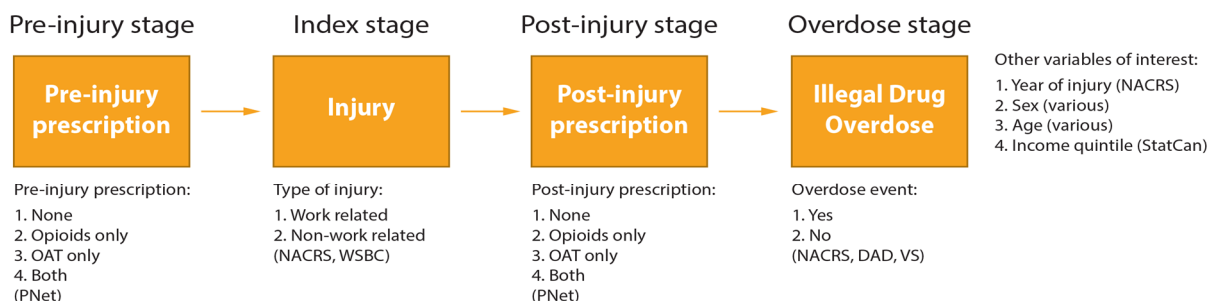 Pre-injury stage
Pre-injury
prescription
Pre-injury prescription:
1. None
2. Opioids only
3. OAT only
4. Both
(PNet)
Index stage
Injury
Type of injury:
1. Work related
2. Non-work related
(NACRS, WSBC)
Post-injury stage
Post-injury
prescription
Post-injury prescription:
1. None
2. Opioids only
3. OAT only
4. Both
(PNet)
Overdose stage
Illegal Drug
Overdose
Overdose event:
1. Yes
2. No
(NACRS, DAD, VS)
Other variables of interest:
1. Year of injury (NACRS)
2. Sex (various)
3. Age (various)
4. Income quintile (StatCan)